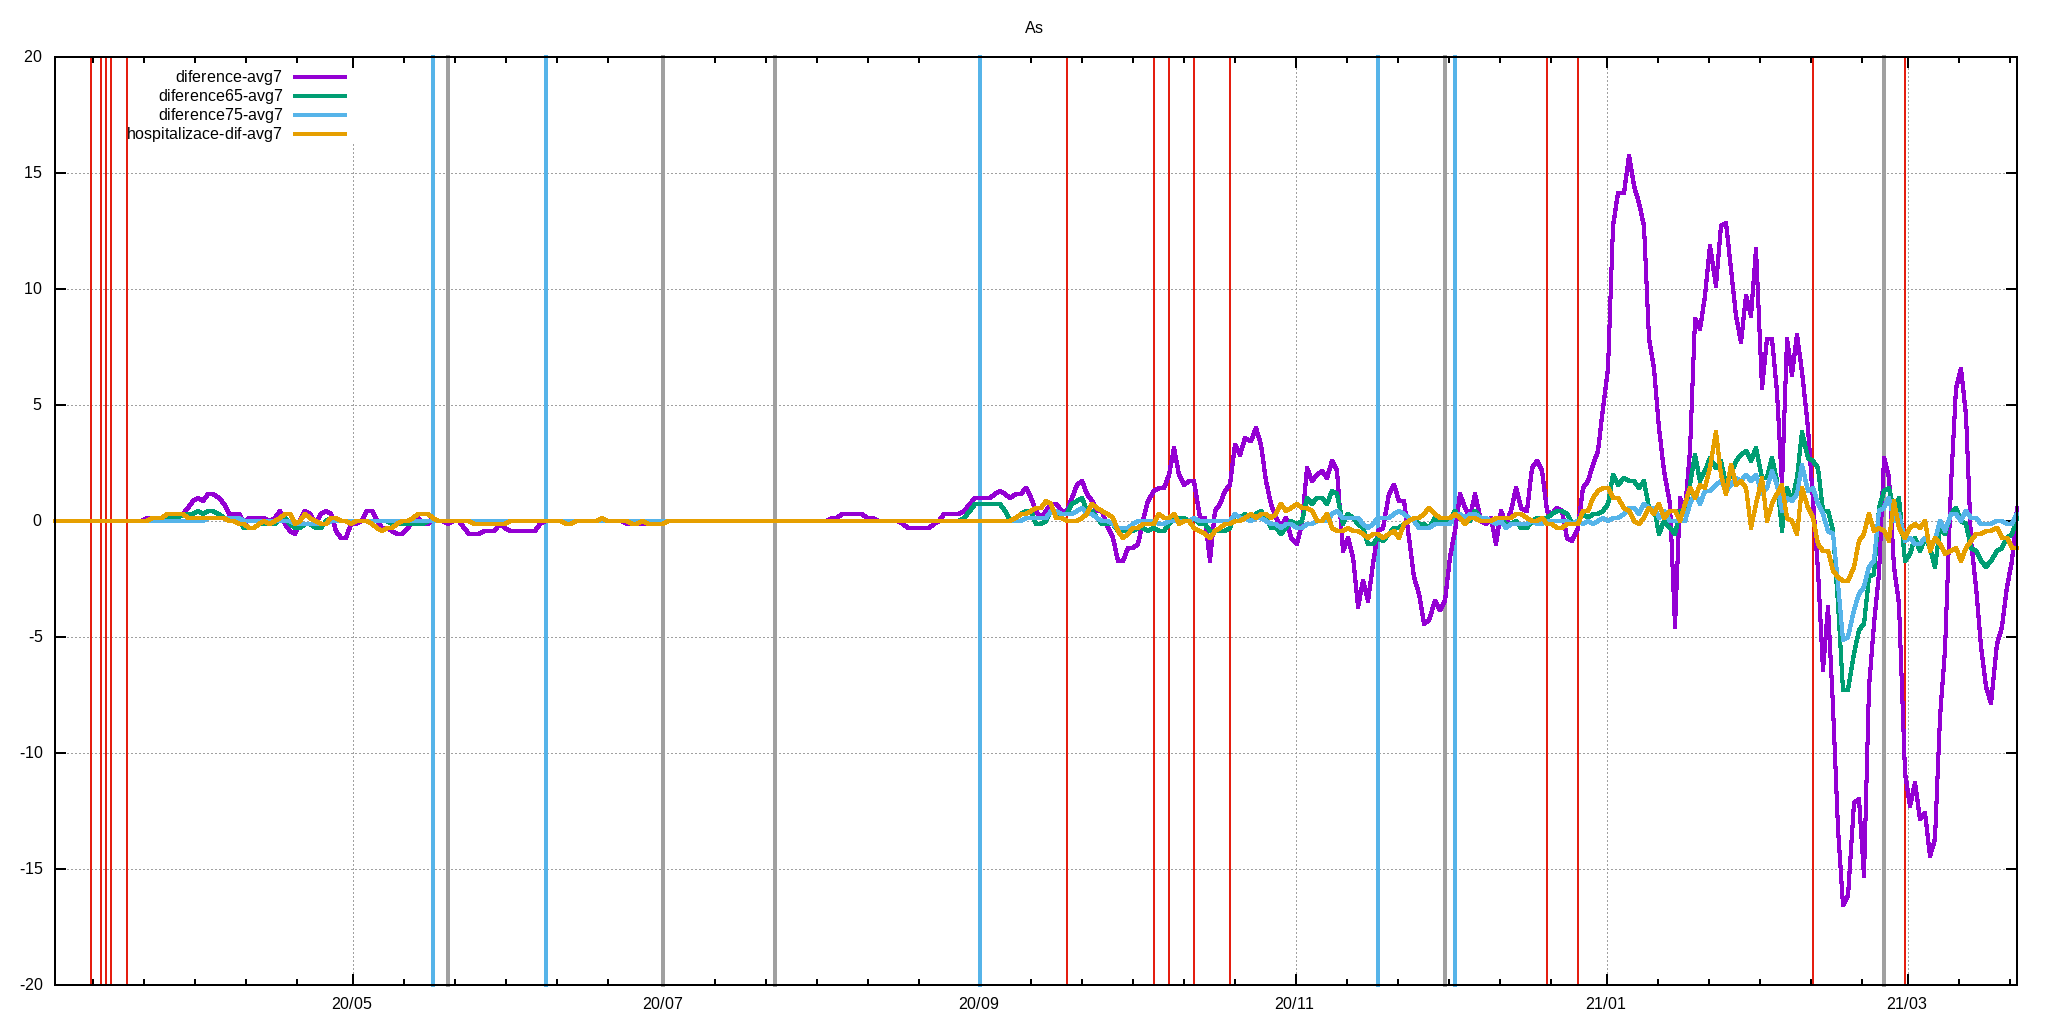 As
20
diference-avg7
diference65-avg7
diference75-avg7
hospitalizace-dif-avg7
15
10
5
0
-5
-10
-15
-20
20/05 20/07 20/09 20/11 21/01 21/03